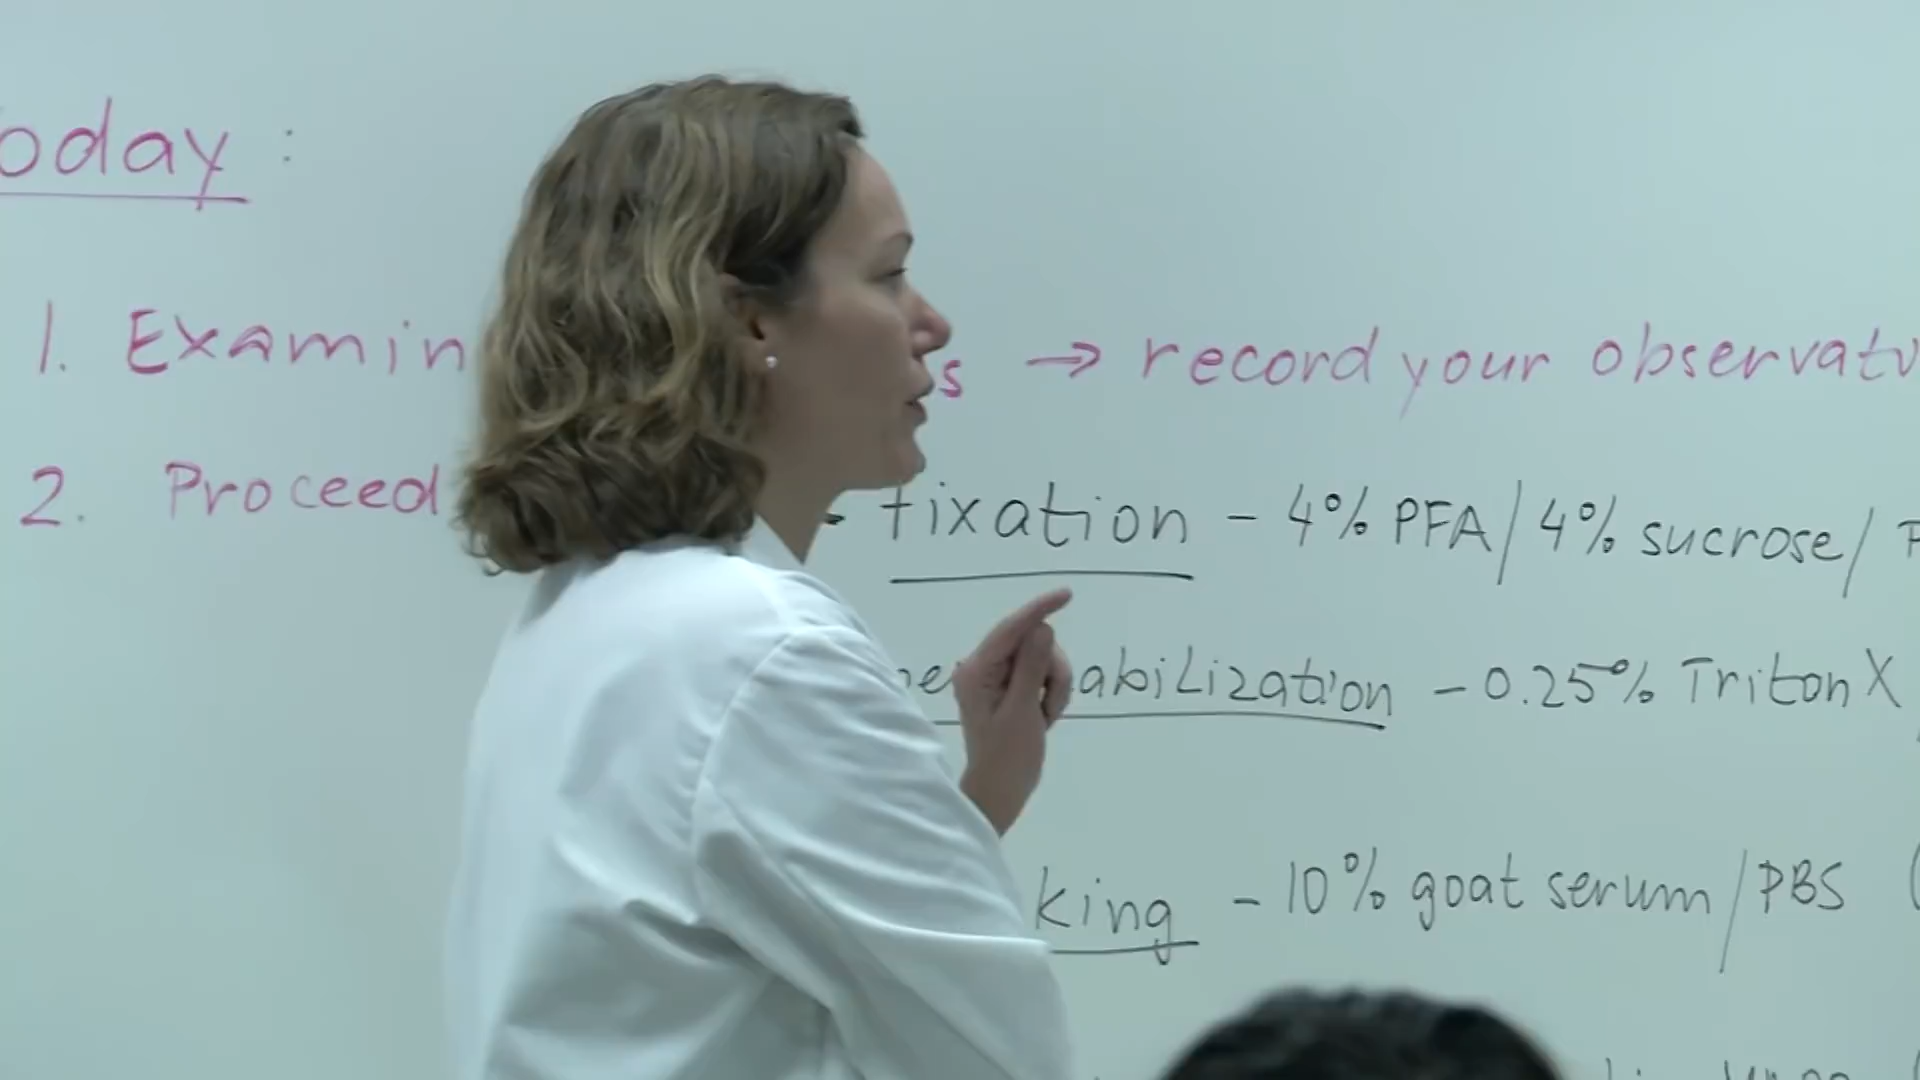 oday :
1. Examin s → record your observati
2. Proceed - fixation - 4% PFA/4% sucrose/
abilization - 0.25% Triton X
king - 10% goat serum/PBS (